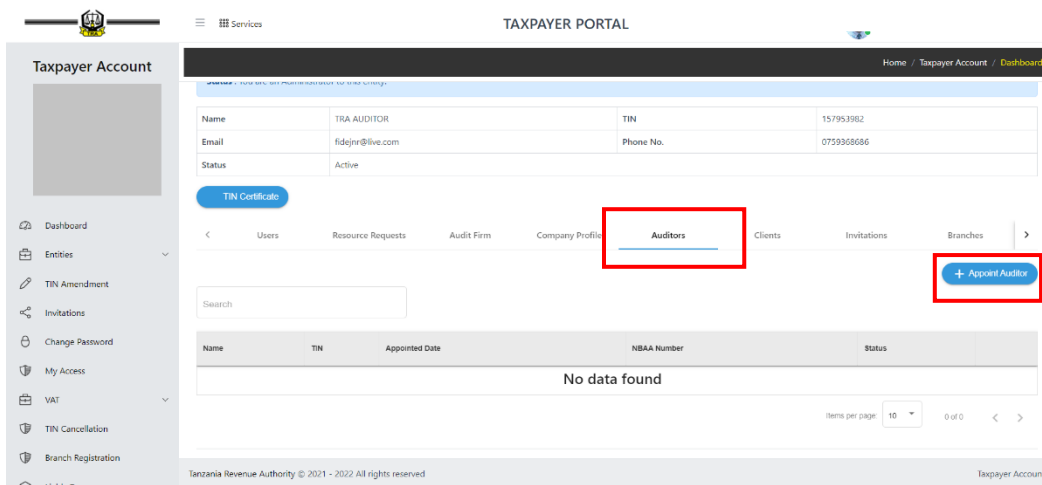 TRA
Services
TAXPAYER PORTAL
Taxpayer Account
Home / Taxpayer Account / Dashboard
Status : You are an Administrator to this entity.
Name TRA AUDITOR TIN 157953982
Email fidejnr@live.com Phone No. 0759368686
Status Active
TIN Certificate
Dashboard
Entities
TIN Amendment
Invitations
Change Password
My Access
VAT
TIN Cancellation
Branch Registration
< Users Resource Requests Audit Firm Company Profile Auditors Clients Invitations Branches >
+ Appoint Auditor
Search
Name TIN Appointed Date NBAA Number Status
No data found
Items per page: 10 0 of 0 < >
Tanzania Revenue Authority © 2021 - 2022 All rights reserved Taxpayer Accoun